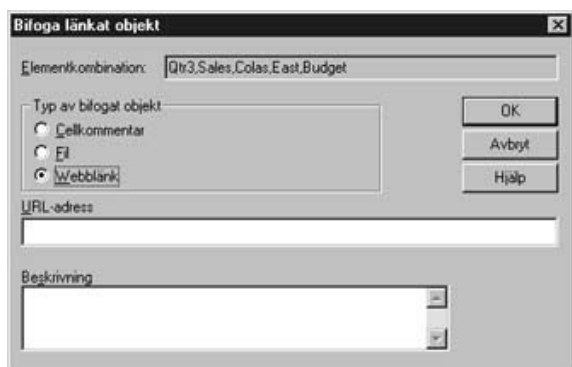 Bifoga länkat objekt
Elementkombination: Qtr3,Sales,Colas,East,Budget
Typ av bifogat objekt
Cellkommentar
Fil
Webblänk
OK
Avbryt
Hjälp
URL-adress
Beskrivning